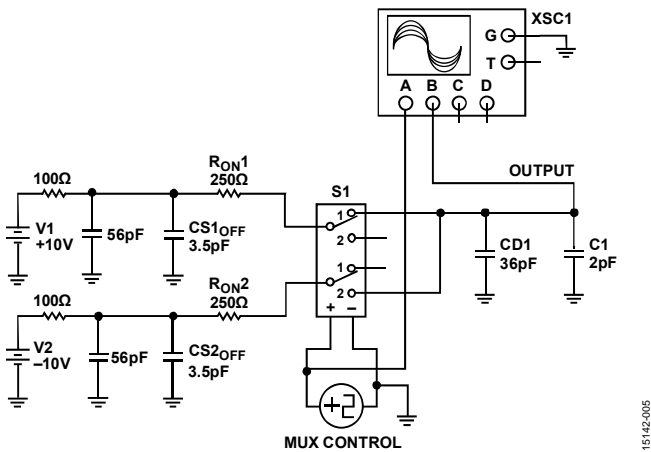 XSC1
G
T
A B C D
OUTPUT
100Ω
R_ON1
250Ω
S1
V1
+10V
56pF
CS1_OFF
3.5pF
1
2
CD1
36pF
C1
2pF
100Ω
R_ON2
250Ω
1
2
+ −
V2
–10V
56pF
CS2_OFF
3.5pF
MUX CONTROL
15142-005